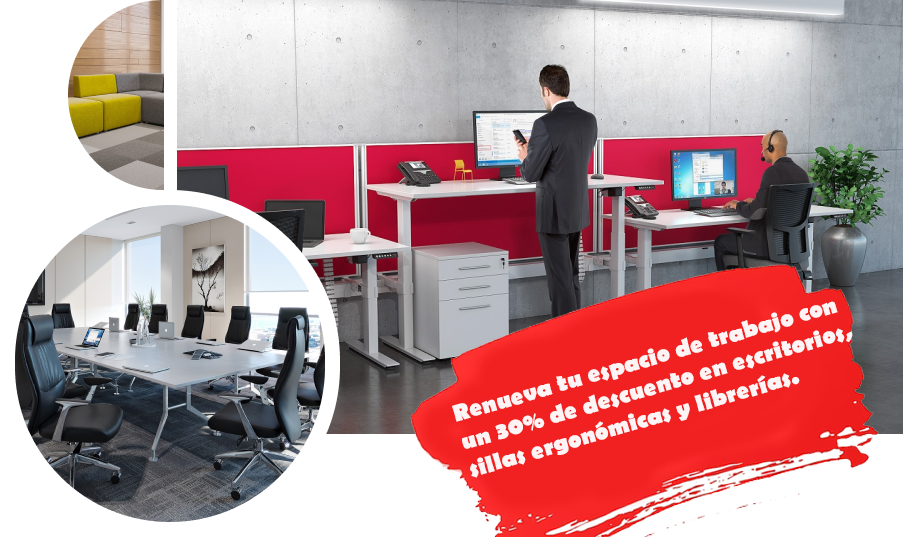 Renueva tu espacio de trabajo con
un 30% de descuento en escritorios,
sillas ergonómicas y librerías.